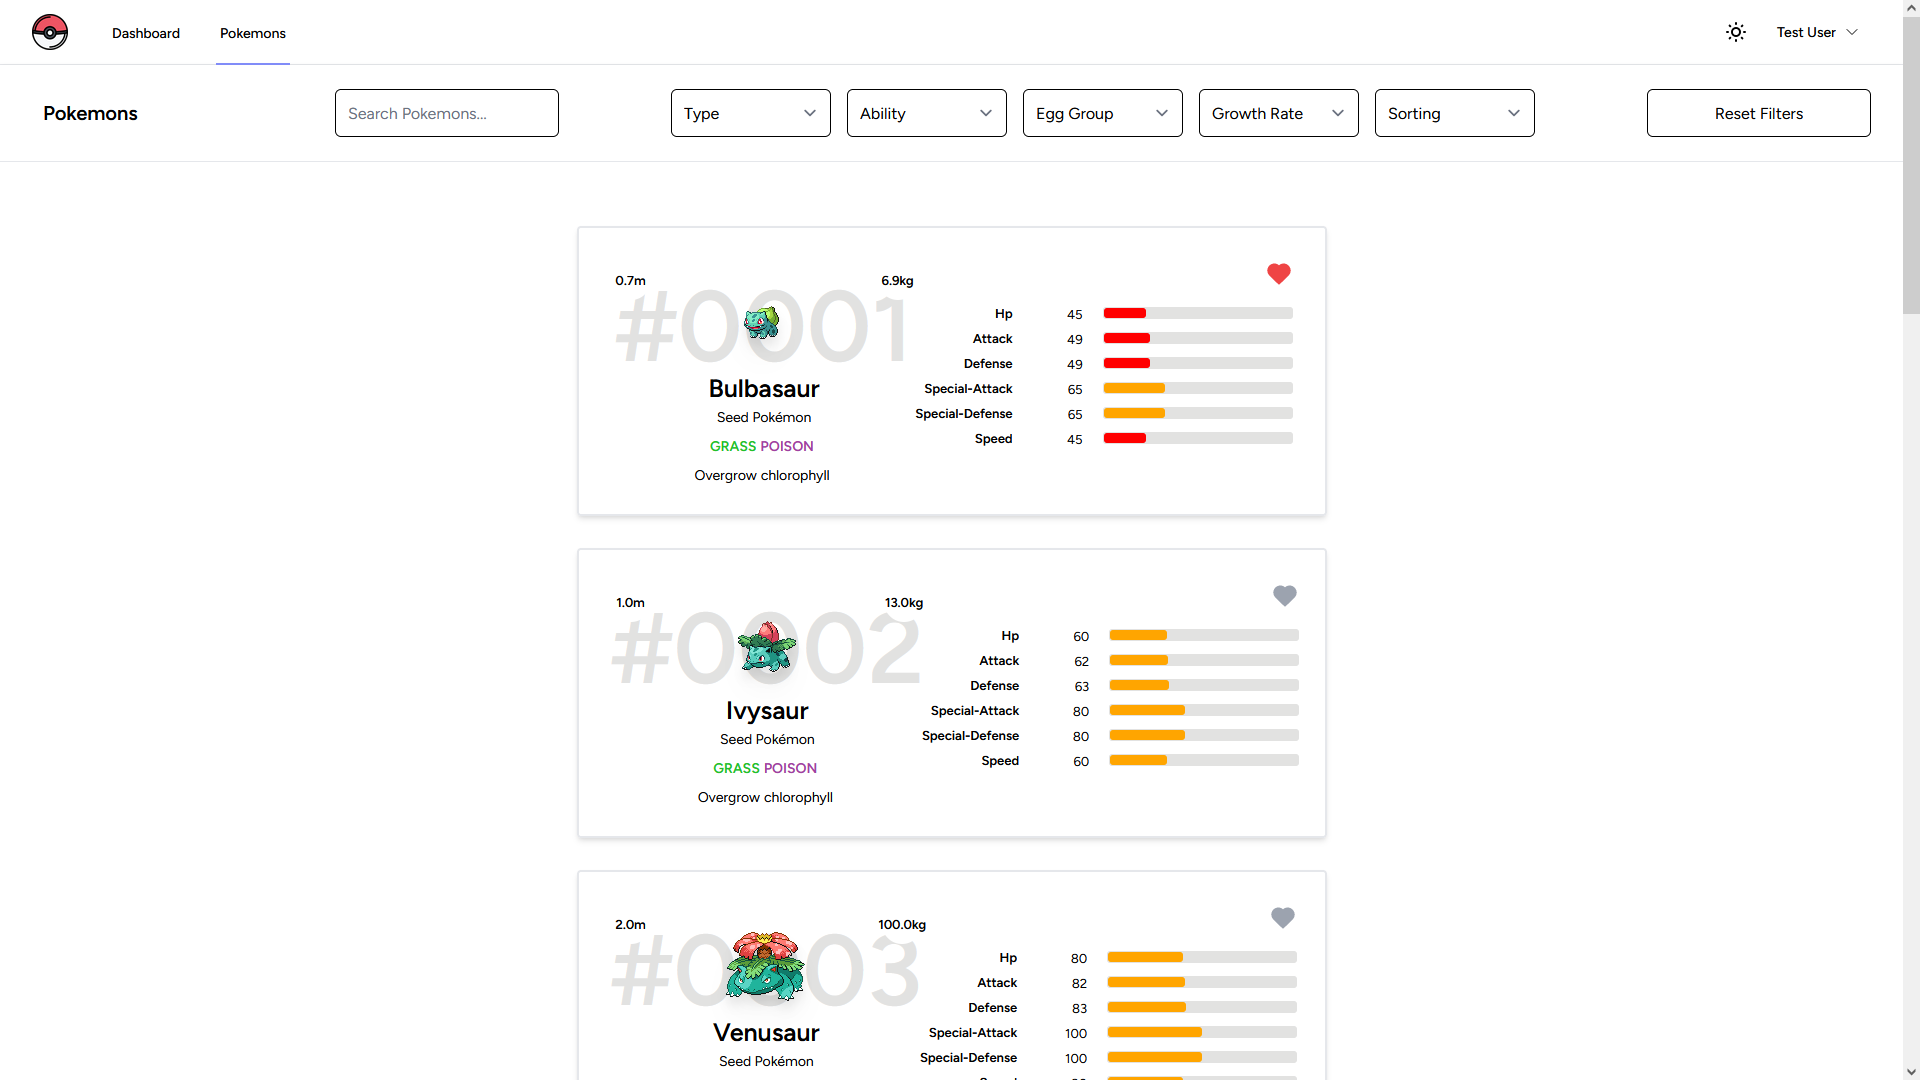 Dashboard Pokemons Test User
Pokemons Search Pokemons... Type Ability Egg Group Growth Rate Sorting Reset Filters
0.7m 6.9kg
#0001
Bulbasaur
Seed Pokémon
GRASS POISON
Overgrow chlorophyll
Hp 45
Attack 49
Defense 49
Special-Attack 65
Special-Defense 65
Speed 45
1.0m 13.0kg
#0002
Ivysaur
Seed Pokémon
GRASS POISON
Overgrow chlorophyll
Hp 60
Attack 62
Defense 63
Special-Attack 80
Special-Defense 80
Speed 60
2.0m 100.0kg
#0003
Venusaur
Seed Pokémon
Hp 80
Attack 82
Defense 83
Special-Attack 100
Special-Defense 100